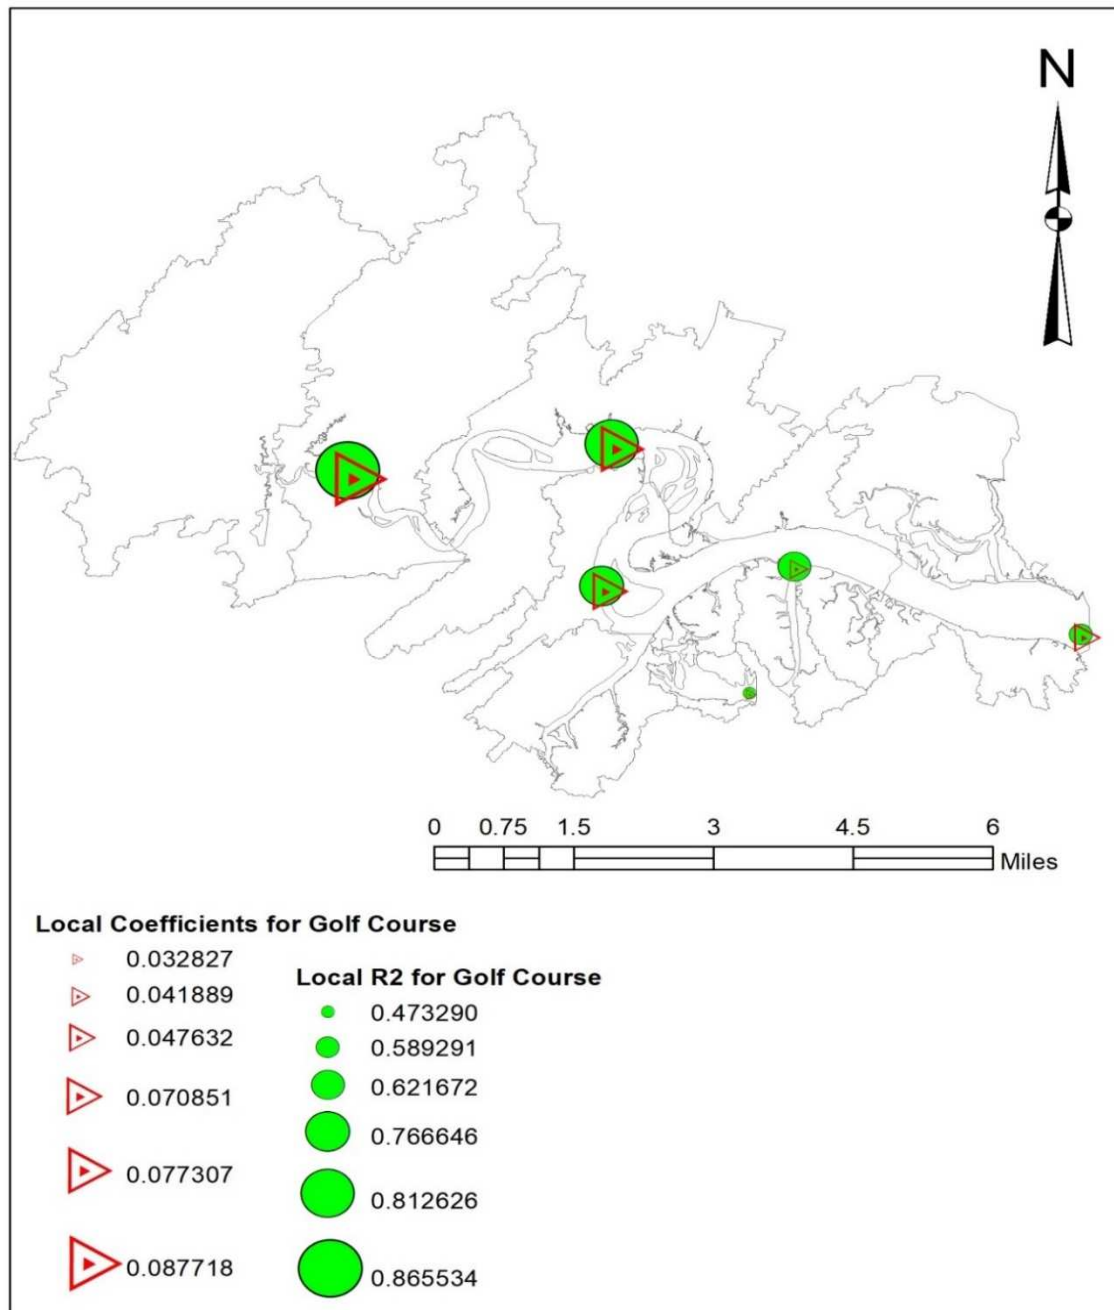 N
0 0.75 1.5 3 4.5 6
Miles
Local Coefficients for Golf Course
0.032827
0.041889
0.047632
0.070851
0.077307
0.087718
Local R2 for Golf Course
0.473290
0.589291
0.621672
0.766646
0.812626
0.865534